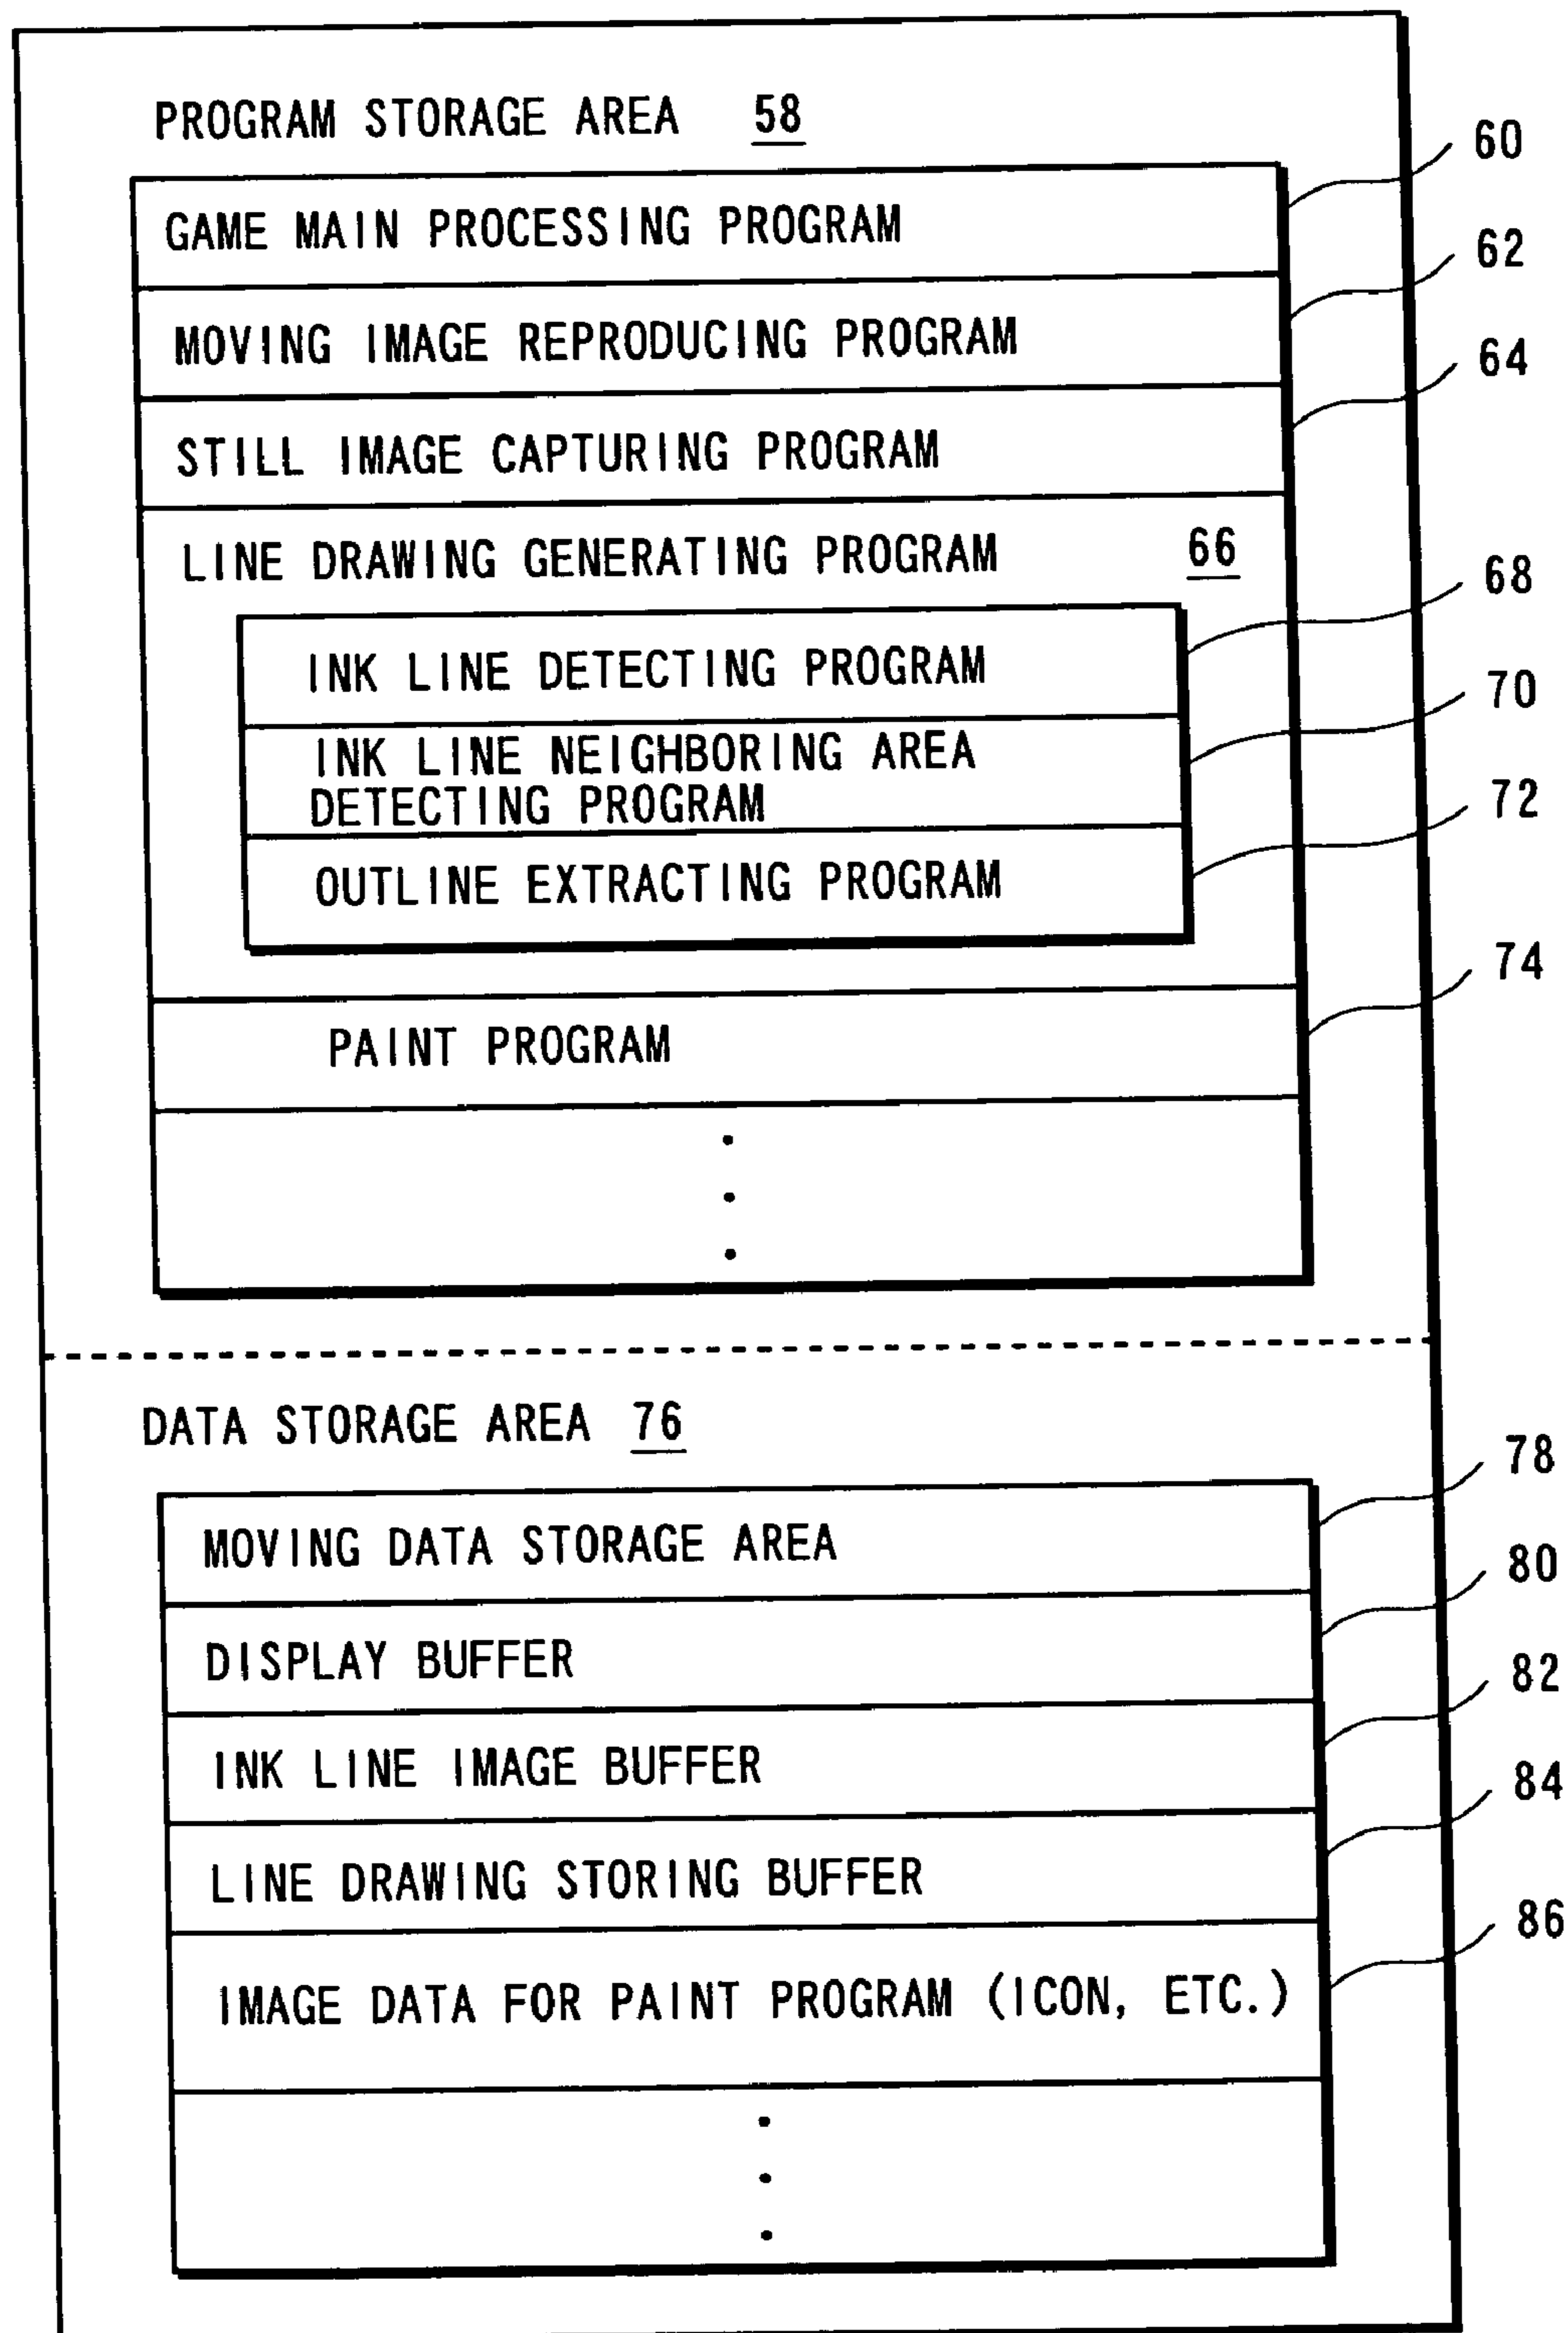 PROGRAM STORAGE AREA 58
60
GAME MAIN PROCESSING PROGRAM
62
MOVING IMAGE REPRODUCING PROGRAM
64
STILL IMAGE CAPTURING PROGRAM
LINE DRAWING GENERATING PROGRAM 66
68
INK LINE DETECTING PROGRAM
70
INK LINE NEIGHBORING AREA
DETECTING PROGRAM
72
OUTLINE EXTRACTING PROGRAM
74
PAINT PROGRAM
DATA STORAGE AREA 76
78
MOVING DATA STORAGE AREA
80
DISPLAY BUFFER
82
INK LINE IMAGE BUFFER
84
LINE DRAWING STORING BUFFER
86
IMAGE DATA FOR PAINT PROGRAM (ICON, ETC.)